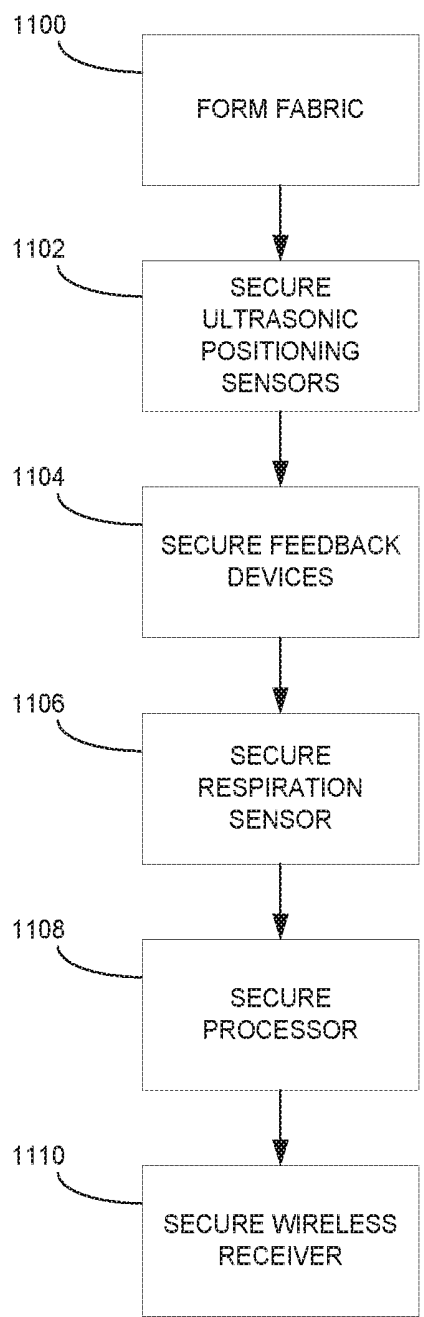 1100
FORM FABRIC
1102
SECURE
ULTRASONIC
POSITIONING
SENSORS
1104
SECURE FEEDBACK
DEVICES
1106
SECURE
RESPIRATION
SENSOR
1108
SECURE
PROCESSOR
1110
SECURE WIRELESS
RECEIVER